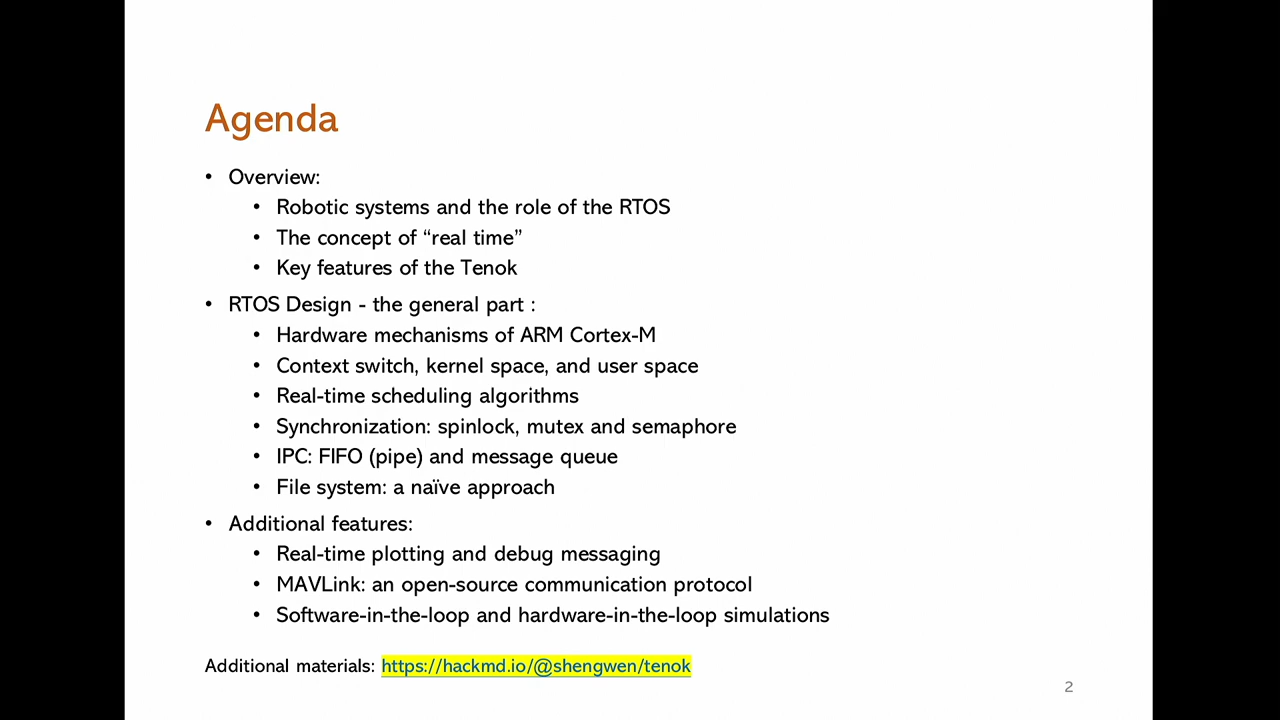 Agenda
• Overview:
• Robotic systems and the role of the RTOS
• The concept of “real time”
• Key features of the Tenok
• RTOS Design - the general part :
• Hardware mechanisms of ARM Cortex-M
• Context switch, kernel space, and user space
• Real-time scheduling algorithms
• Synchronization: spinlock, mutex and semaphore
• IPC: FIFO (pipe) and message queue
• File system: a naïve approach
• Additional features:
• Real-time plotting and debug messaging
• MAVLink: an open-source communication protocol
• Software-in-the-loop and hardware-in-the-loop simulations
Additional materials: https://hackmd.io/@shengwen/tenok
2